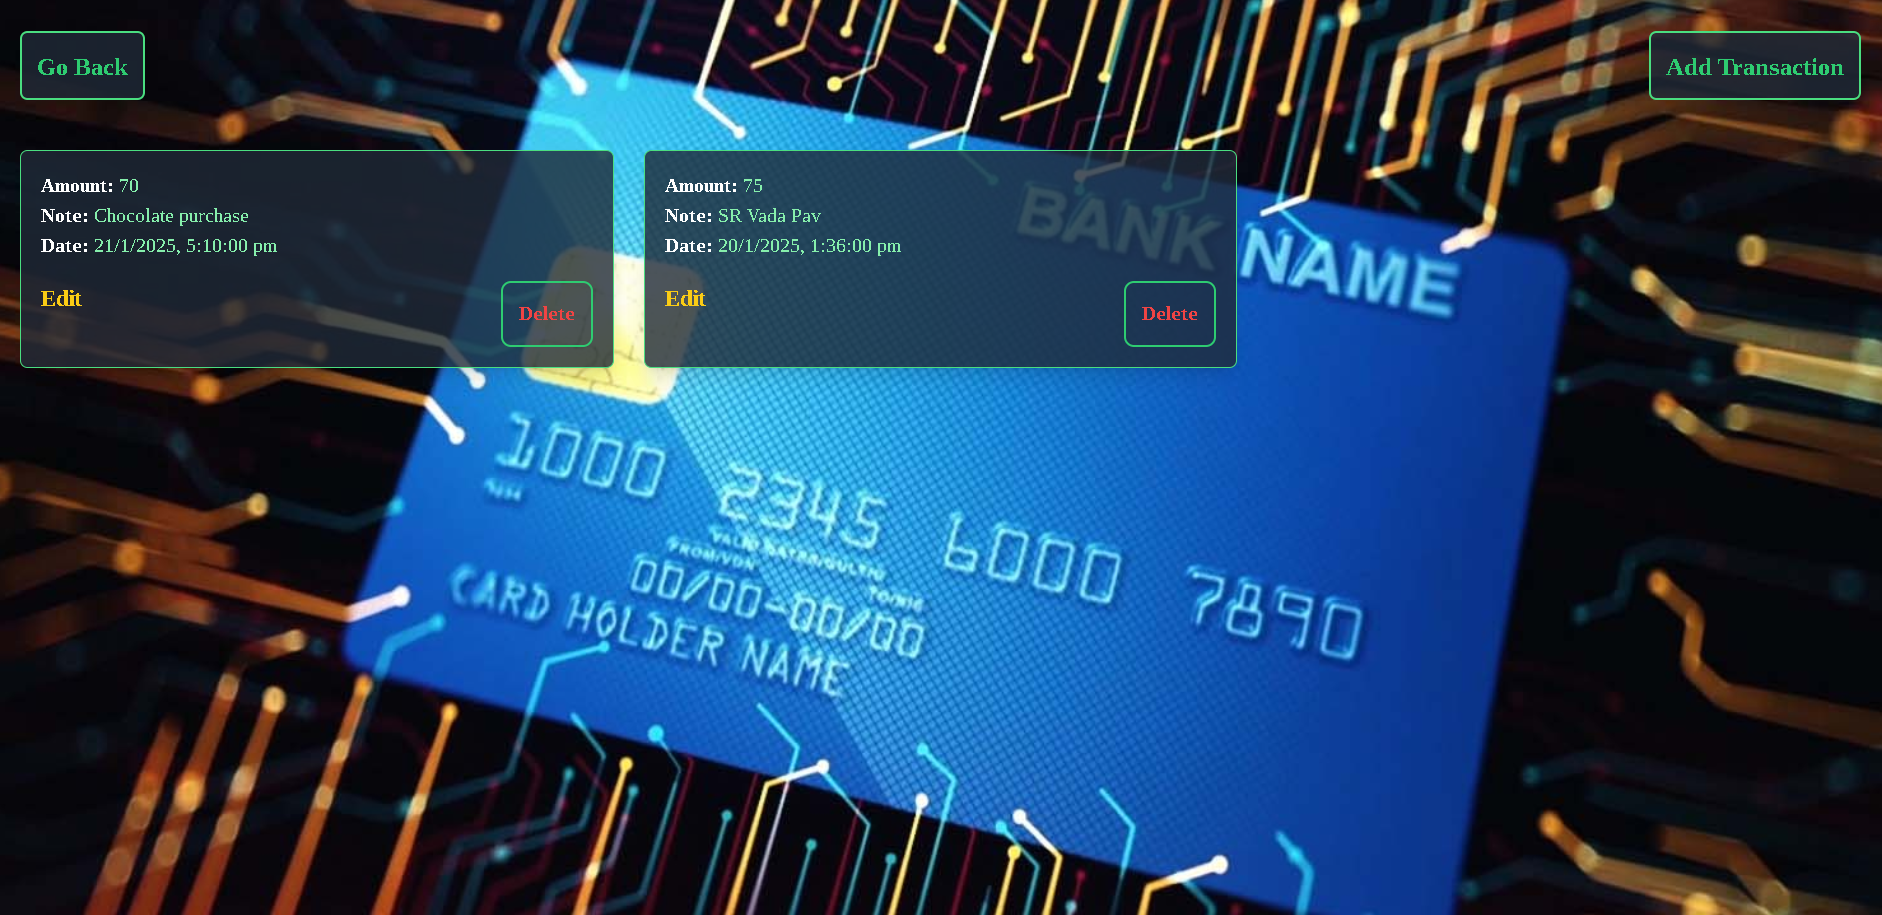 Go Back
Add Transaction
Amount: 70
Note: Chocolate purchase
Date: 21/1/2025, 5:10:00 pm
Edit
Delete
Amount: 75
Note: SR Vada Pav
Date: 20/1/2025, 1:36:00 pm
Edit
Delete
BANK NAME
1000 2345 6000 7890
FROM/VON
00/00-00/00
CARD HOLDER NAME